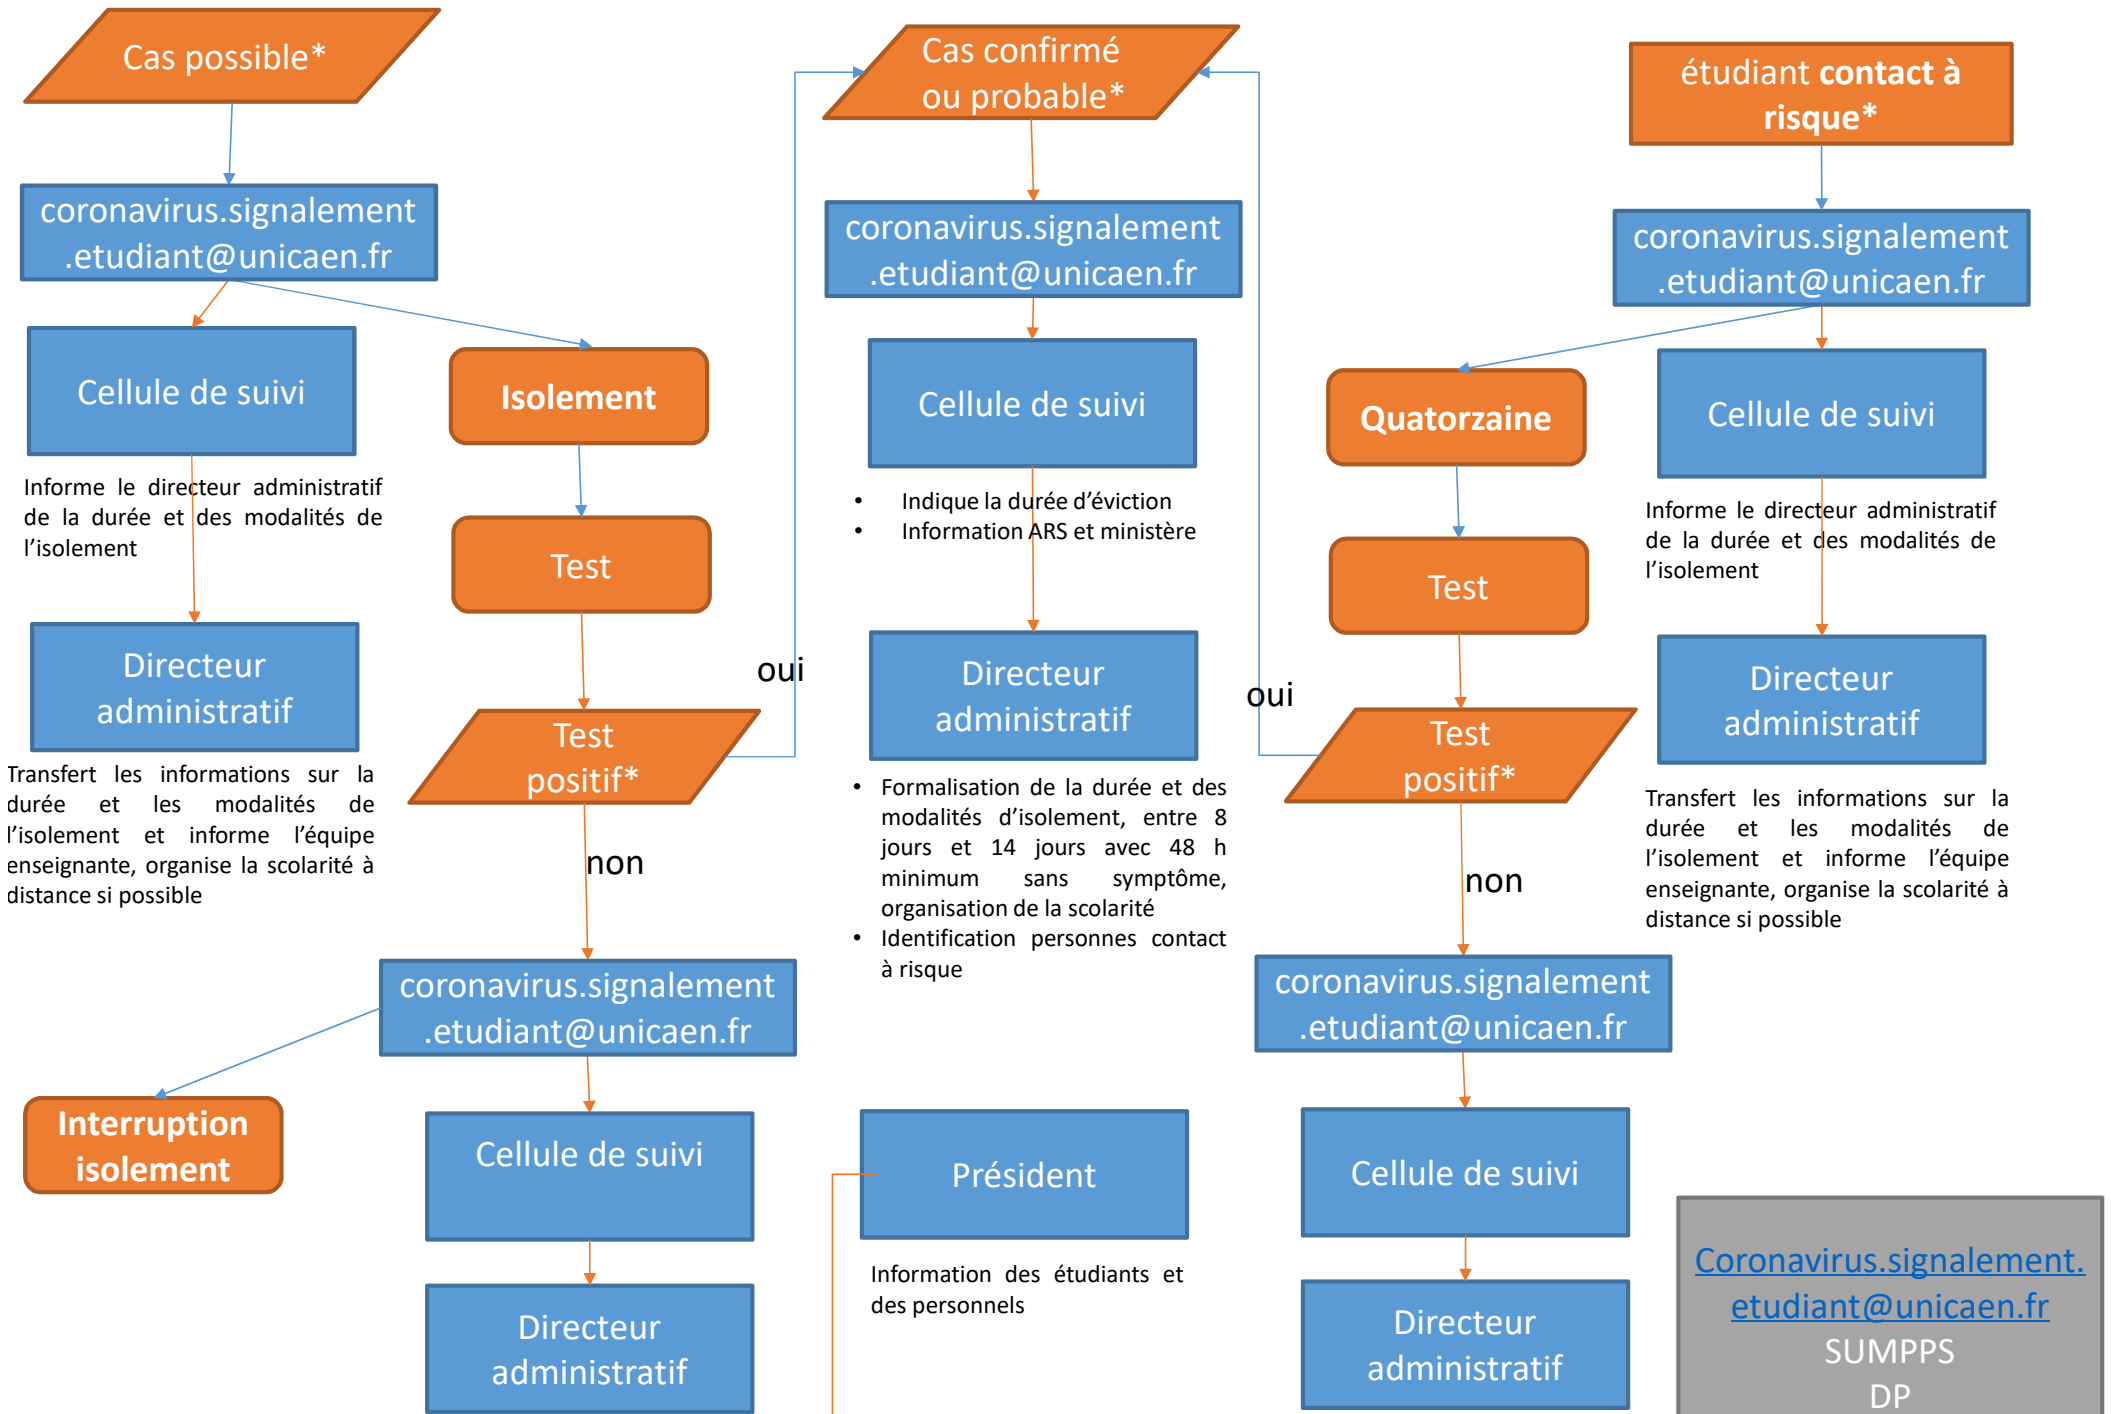 Cas possible*
coronavirus.signalement
.etudiant@unicaen.fr
Cellule de suivi
Informe le directeur administratif
de la durée et des modalités de
l’isolement
Directeur
administratif
Transfert les informations sur la
durée et les modalités de
l’isolement et informe l’équipe
enseignante, organise la scolarité à
distance si possible
Isolement
Test
Test
positif*
oui
non
coronavirus.signalement
.etudiant@unicaen.fr
Interruption
isolement
Cellule de suivi
Directeur
administratif
Cas confirmé
ou probable*
coronavirus.signalement
.etudiant@unicaen.fr
Cellule de suivi
• Indique la durée d’éviction
• Information ARS et ministère
Directeur
administratif
• Formalisation de la durée et des
modalités d’isolement, entre 8
jours et 14 jours avec 48 h
minimum sans symptôme,
organisation de la scolarité
• Identification personnes contact
à risque
Président
Information des étudiants et
des personnels
étudiant contact à
risque*
coronavirus.signalement
.etudiant@unicaen.fr
Quatorzaine
Test
Test
positif*
oui
non
coronavirus.signalement
.etudiant@unicaen.fr
Cellule de suivi
Directeur
administratif
Cellule de suivi
Informe le directeur administratif
de la durée et des modalités de
l’isolement
Directeur
administratif
Transfert les informations sur la
durée et les modalités de
l’isolement et informe l’équipe
enseignante, organise la scolarité à
distance si possible
Coronavirus.signalement.
etudiant@unicaen.fr
SUMPPS
DP